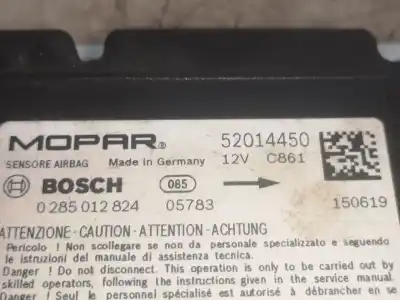 MOPAR® 52014450
SENSORE AIRBAG Made in Germany 12V C861
BOSCH 085
0 285 012 824 05783 150619
ATTENZIONE-CAUTION-ATTENTION-ACHTUNG
Pericolo ! Non scollegare se non da personale specializzato e seguendo
le istruzioni del manuale di assistenza tecnica.
Danger ! Do not disconnect. This operation is only to be carried out by
skilled operators, following the instructions given in the service manual.
Danger ! Seul le personnel spécialisé est autorisé à débrancher en se